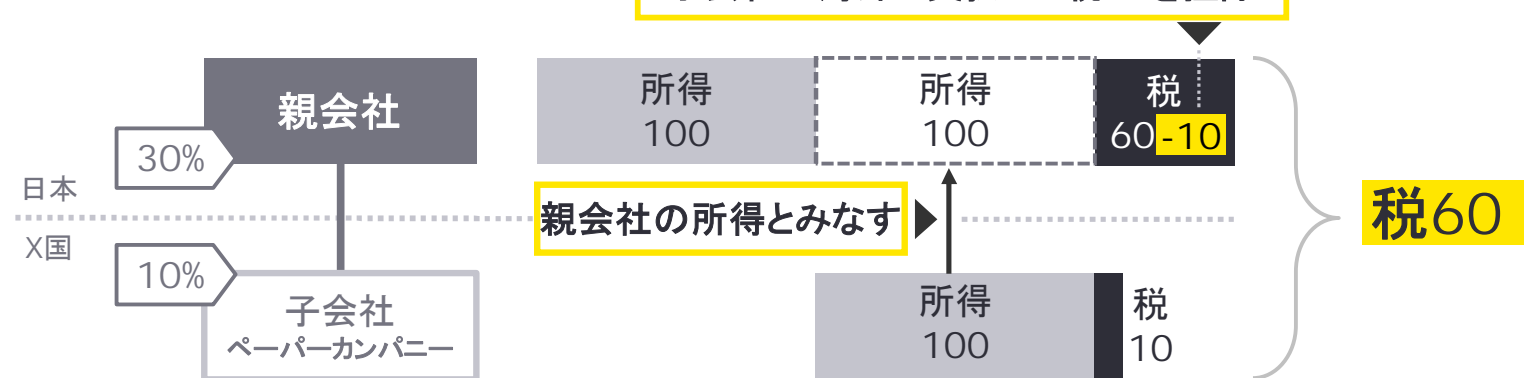 親会社
30%
日本
X国
10%
子会社
ペーパーカンパニー
所得
100
所得
100
税
60-10
親会社の所得とみなす
所得
100
税
10
税60